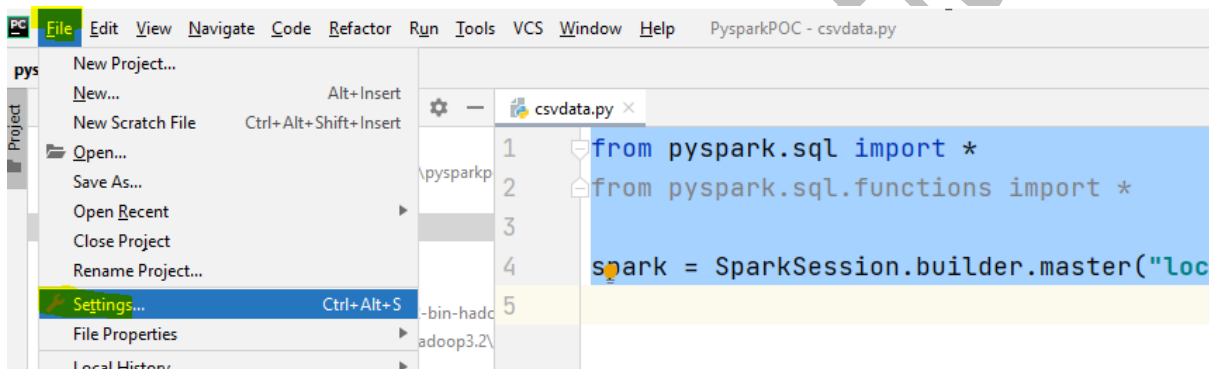 PC File Edit View Navigate Code Refactor Run Tools VCS Window Help PysparkPOC - csvdata.py
New Project...
New... Alt+Insert
New Scratch File Ctrl+Alt+Shift+Insert
Open...
Save As...
Open Recent
Close Project
Rename Project...
Settings... Ctrl+Alt+S
File Properties
Local History
pys
Project
\pysparkp
-bin-hadc
adoop3.2\
csvdata.py
1 from pyspark.sql import *
2 from pyspark.sql.functions import *
3
4 spark = SparkSession.builder.master("loc
5